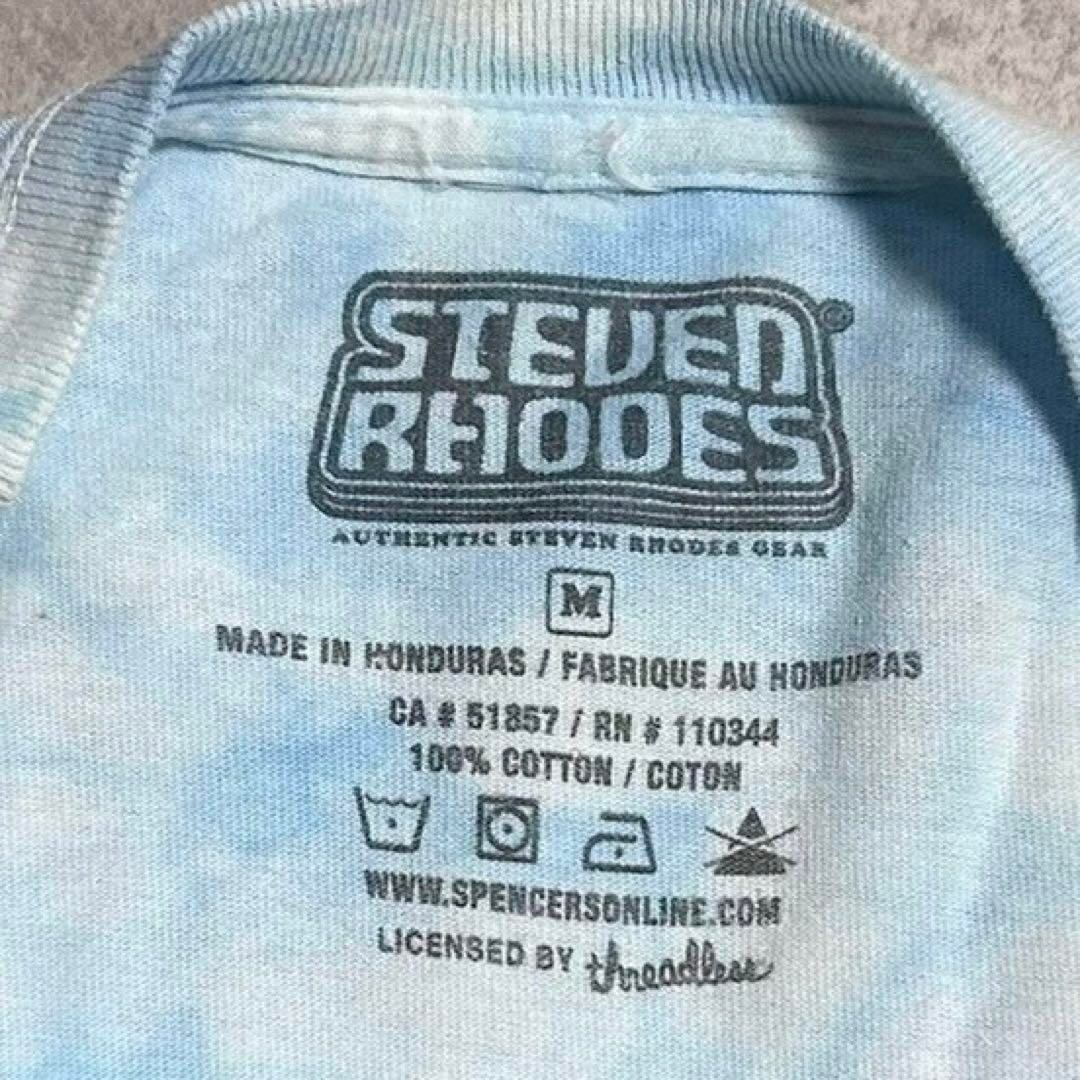 STEVEN
RHODES®
AUTHENTIC STEVEN RHODES GEAR
M
MADE IN HONDURAS / FABRIQUE AU HONDURAS
CA # 51857 / RN # 110344
100% COTTON / COTON
WWW.SPENCERSONLINE.COM
LICENSED BY threadless